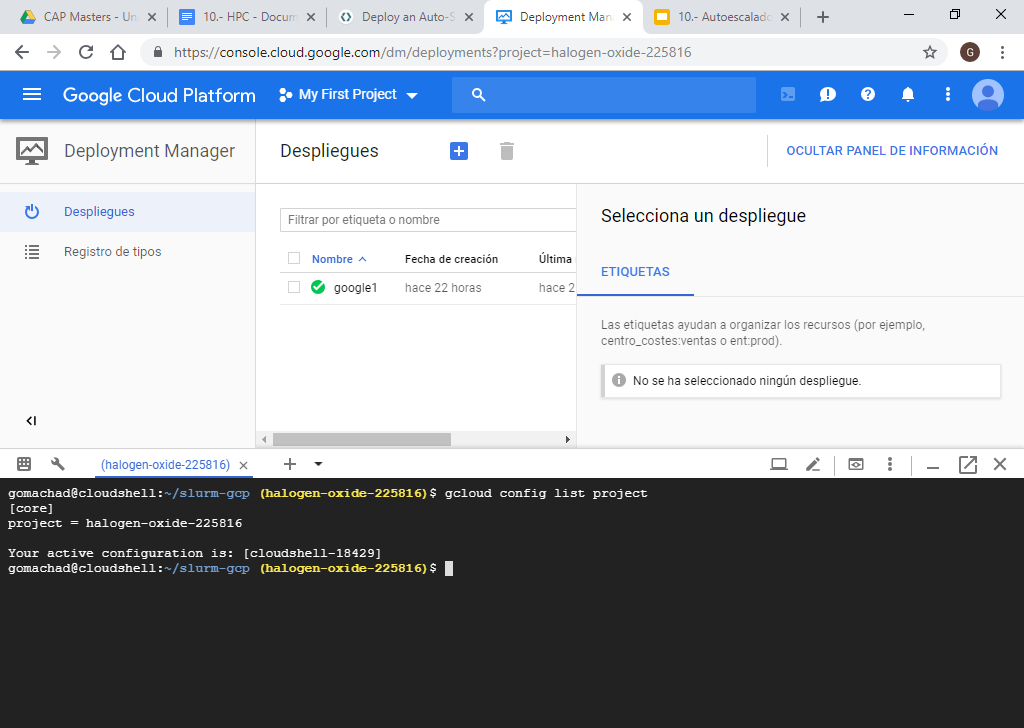 CAP Masters - Un
10.- HPC - Docum
Deploy an Auto-S
Deployment Man
10.- Autoescalado
https://console.cloud.google.com/dm/deployments?project=halogen-oxide-225816
G
Google Cloud Platform
My First Project
Deployment Manager
Despliegues
OCULTAR PANEL DE INFORMACIÓN
Despliegues
Registro de tipos
Filtrar por etiqueta o nombre
Nombre
Fecha de creación
Última
google1
hace 22 horas
hace 2
Selecciona un despliegue
ETIQUETAS
Las etiquetas ayudan a organizar los recursos (por ejemplo,
centro_costes:ventas o ent:prod).
No se ha seleccionado ningún despliegue.
(halogen-oxide-225816)
gomachad@cloudshell:~/slurm-gcp (halogen-oxide-225816)$ gcloud config list project
[core]
project = halogen-oxide-225816
Your active configuration is: [cloudshell-18429]
gomachad@cloudshell:~/slurm-gcp (halogen-oxide-225816)$